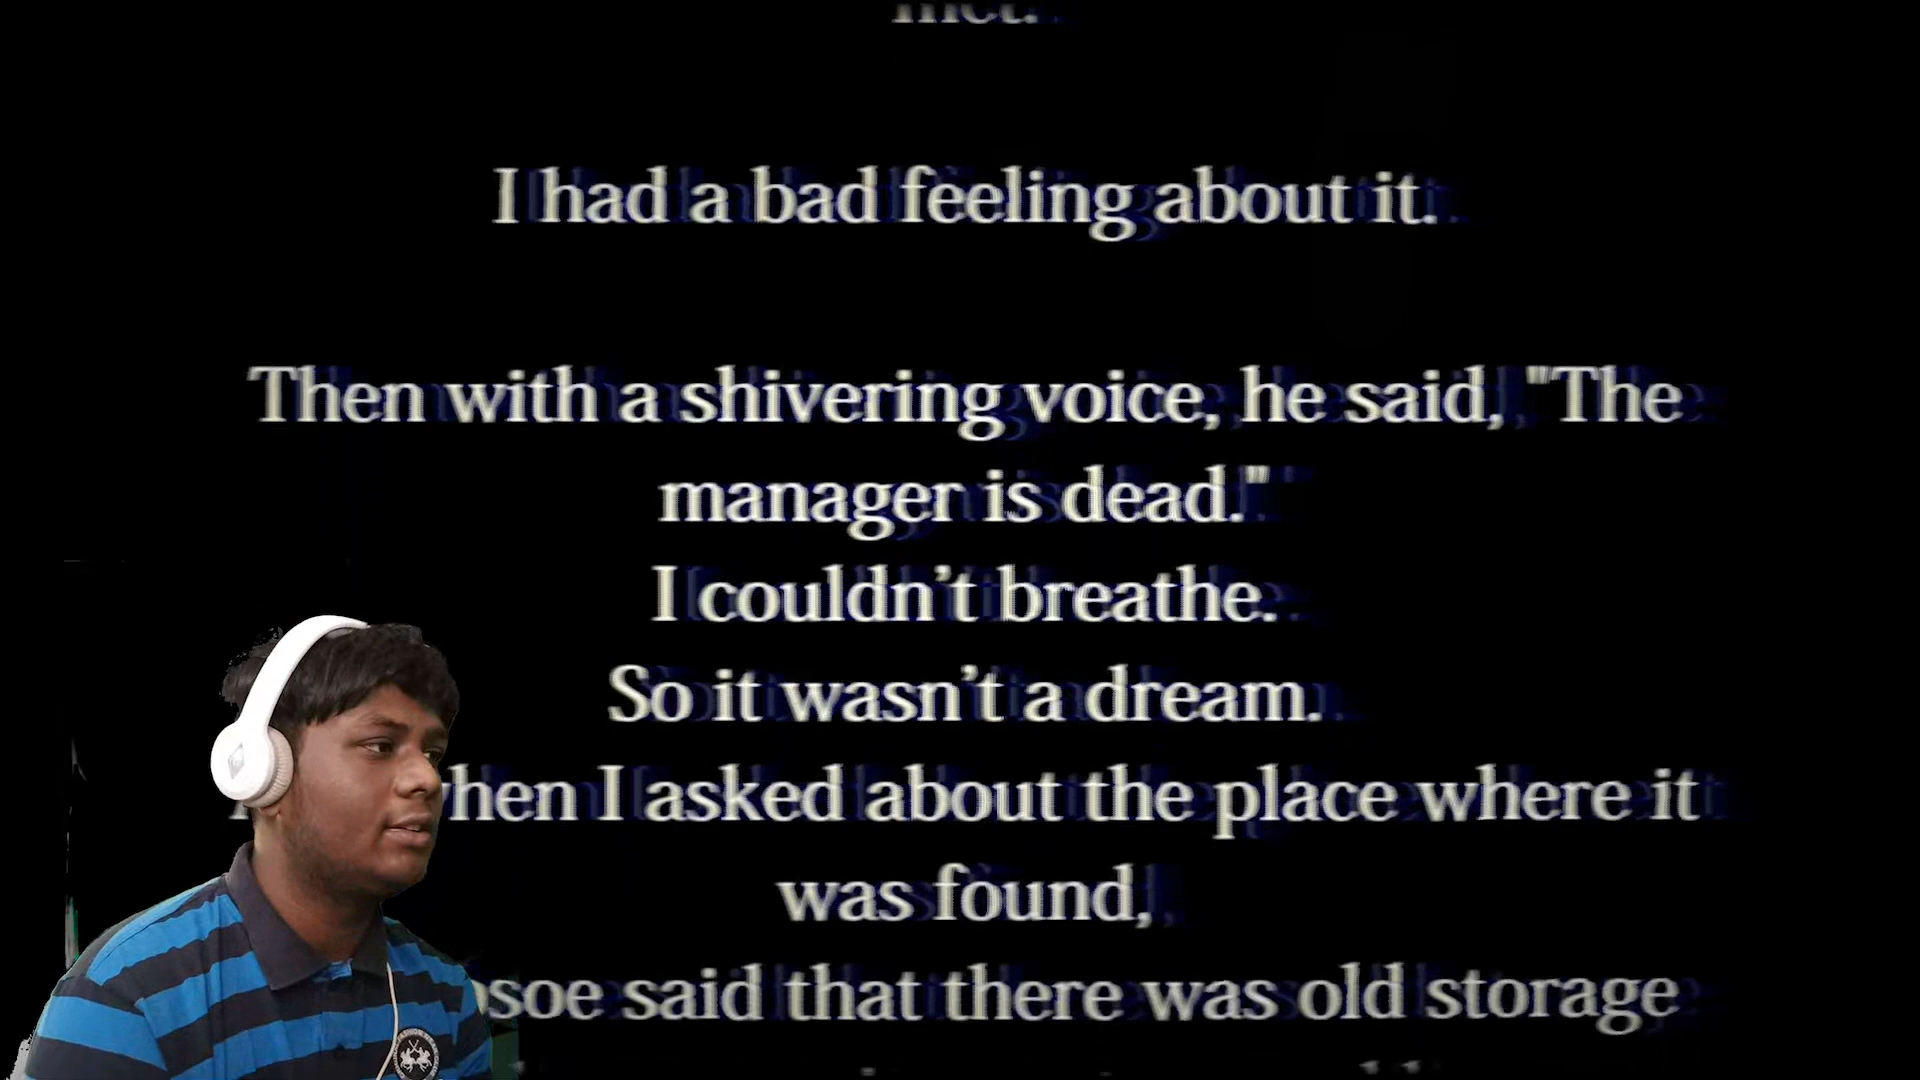 I had a bad feeling about it.
Then with a shivering voice, he said, "The
manager is dead."
I couldn’t breathe.
So it wasn’t a dream.
I asked about the place where it
was found,
said that there was old storage